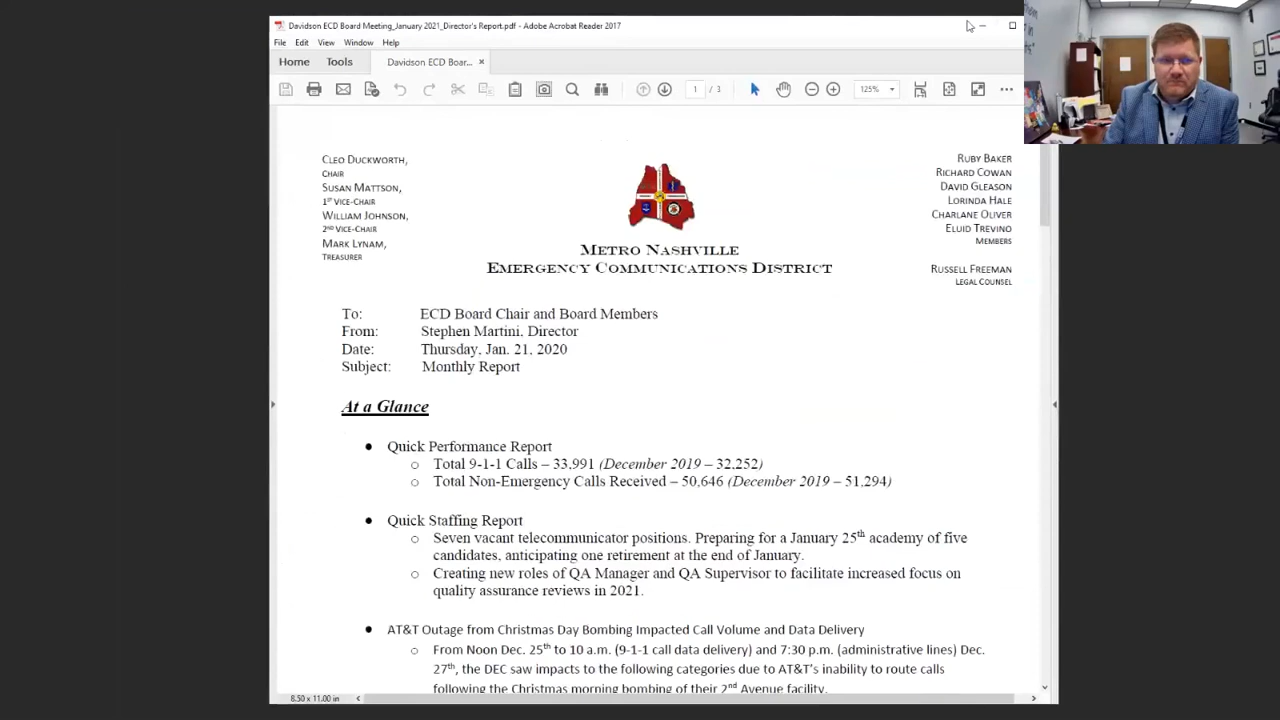 Davidson ECD Board Meeting_January 2021_Director's Report.pdf - Adobe Acrobat Reader 2017
File Edit View Window Help
Home Tools Davidson ECD Boar... ×
1 / 3 125%
CLEO DUCKWORTH,
CHAIR
SUSAN MATTSON,
1ST VICE-CHAIR
WILLIAM JOHNSON,
2ND VICE-CHAIR
MARK LYNAM,
TREASURER
RUBY BAKER
RICHARD COWAN
DAVID GLEASON
LORINDA HALE
CHARLANE OLIVER
ELUID TREVINO
MEMBERS
RUSSELL FREEMAN
LEGAL COUNSEL
METRO NASHVILLE
EMERGENCY COMMUNICATIONS DISTRICT
To: ECD Board Chair and Board Members
From: Stephen Martini, Director
Date: Thursday, Jan. 21, 2020
Subject: Monthly Report
At a Glance
● Quick Performance Report
○ Total 9-1-1 Calls – 33,991 (December 2019 – 32,252)
○ Total Non-Emergency Calls Received – 50,646 (December 2019 – 51,294)
● Quick Staffing Report
○ Seven vacant telecommunicator positions. Preparing for a January 25th academy of five
candidates, anticipating one retirement at the end of January.
○ Creating new roles of QA Manager and QA Supervisor to facilitate increased focus on
quality assurance reviews in 2021.
● AT&T Outage from Christmas Day Bombing Impacted Call Volume and Data Delivery
○ From Noon Dec. 25th to 10 a.m. (9-1-1 call data delivery) and 7:30 p.m. (administrative lines) Dec.
27th, the DEC saw impacts to the following categories due to AT&T's inability to route calls
following the Christmas morning bombing of their 2nd Avenue facility.
8.50 x 11.00 in